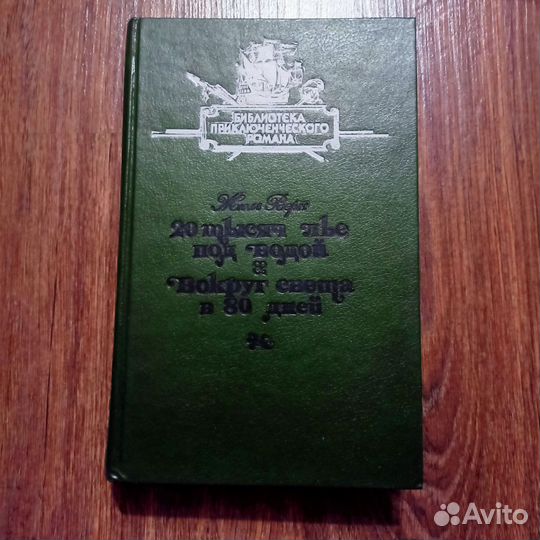 БИБЛИОТЕКА
ПРИКЛЮЧЕНЧЕСКОГО
РОМАНА
Жюль Верн
20 тысяч лье
под водой
Вокруг света
в 80 дней
Avito